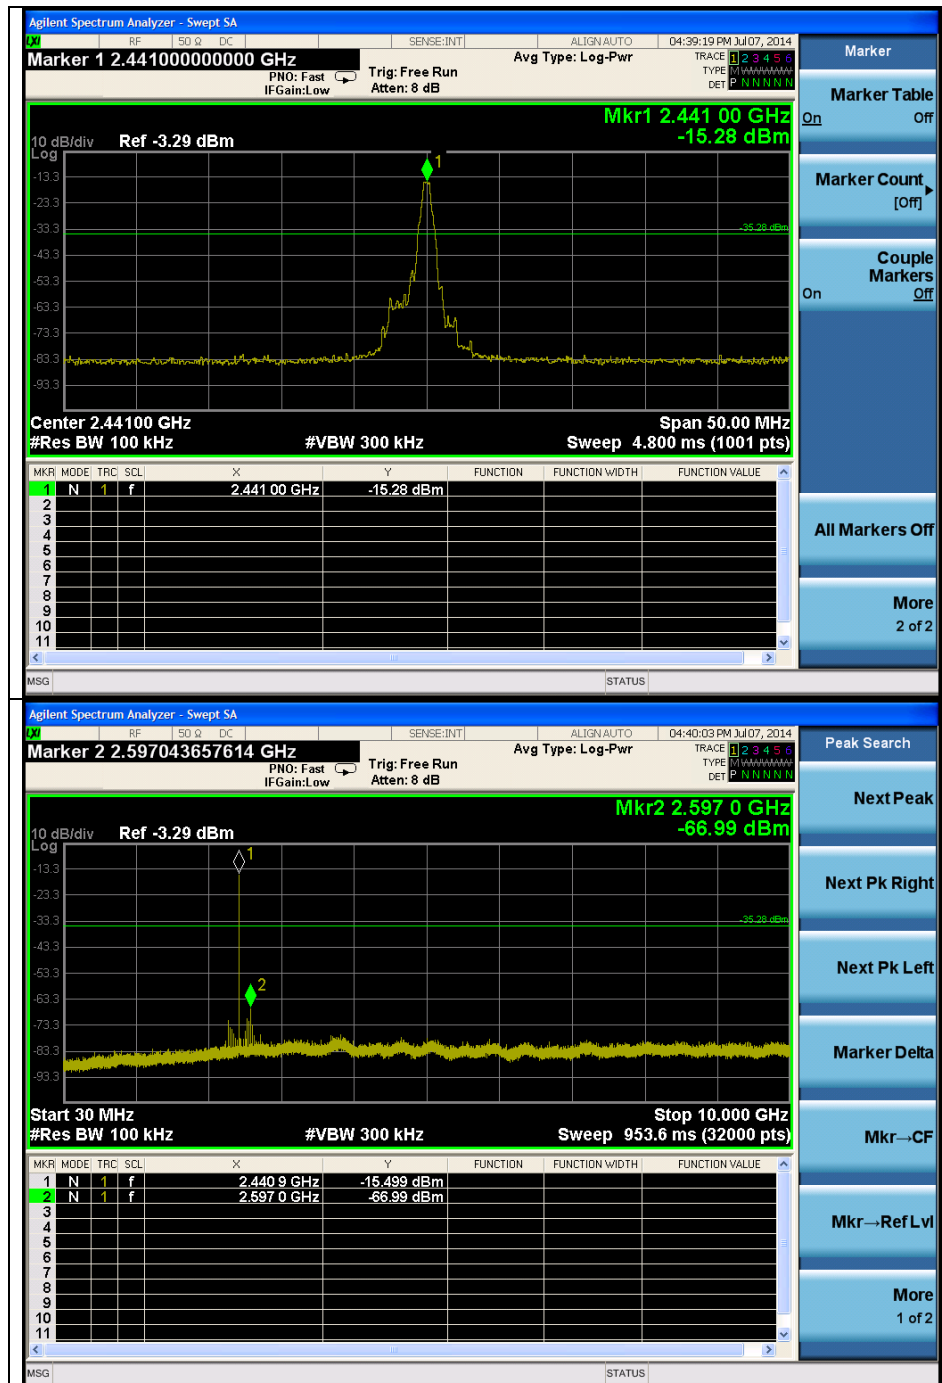 Agilent Spectrum Analyzer - Swept SA
LXI RF 50 Ω DC SENSE:INT ALIGN AUTO 04:39:19 PM Jul 07, 2014
Marker 1 2.441000000000 GHz
PNO: Fast
IFGain:Low
Trig: Free Run
Atten: 8 dB
Avg Type: Log-Pwr
TRACE 1 2 3 4 5 6
TYPE M WWWWW
DET P N N N N N
Mkr1 2.441 00 GHz
-15.28 dBm
10 dB/div Ref -3.29 dBm
Log
1
-13.3
-23.3
-33.3
-35.28 dBm
-43.3
-53.3
-63.3
-73.3
-83.3
-93.3
Center 2.44100 GHz Span 50.00 MHz
#Res BW 100 kHz #VBW 300 kHz Sweep 4.800 ms (1001 pts)
MKR MODE TRC SCL X Y FUNCTION FUNCTION WIDTH FUNCTION VALUE
1 N 1 f 2.441 00 GHz -15.28 dBm
2
3
4
5
6
7
8
9
10
11
MSG STATUS
Marker
Marker Table
On Off
Marker Count
[Off]
Couple
Markers
On Off
All Markers Off
More
2 of 2
Agilent Spectrum Analyzer - Swept SA
LXI RF 50 Ω DC SENSE:INT ALIGN AUTO 04:40:03 PM Jul 07, 2014
Marker 2 2.597043657614 GHz
PNO: Fast
IFGain:Low
Trig: Free Run
Atten: 8 dB
Avg Type: Log-Pwr
TRACE 1 2 3 4 5 6
TYPE M WWWWW
DET P N N N N N
Mkr2 2.597 0 GHz
-66.99 dBm
10 dB/div Ref -3.29 dBm
Log
1
-13.3
-23.3
-33.3
-35.28 dBm
-43.3
-53.3
2
-63.3
-73.3
-83.3
-93.3
Start 30 MHz Stop 10.000 GHz
#Res BW 100 kHz #VBW 300 kHz Sweep 953.6 ms (32000 pts)
MKR MODE TRC SCL X Y FUNCTION FUNCTION WIDTH FUNCTION VALUE
1 N 1 f 2.440 9 GHz -15.499 dBm
2 N 1 f 2.597 0 GHz -66.99 dBm
3
4
5
6
7
8
9
10
11
MSG STATUS
Peak Search
Next Peak
Next Pk Right
Next Pk Left
Marker Delta
Mkr→CF
Mkr→Ref Lvl
More
1 of 2